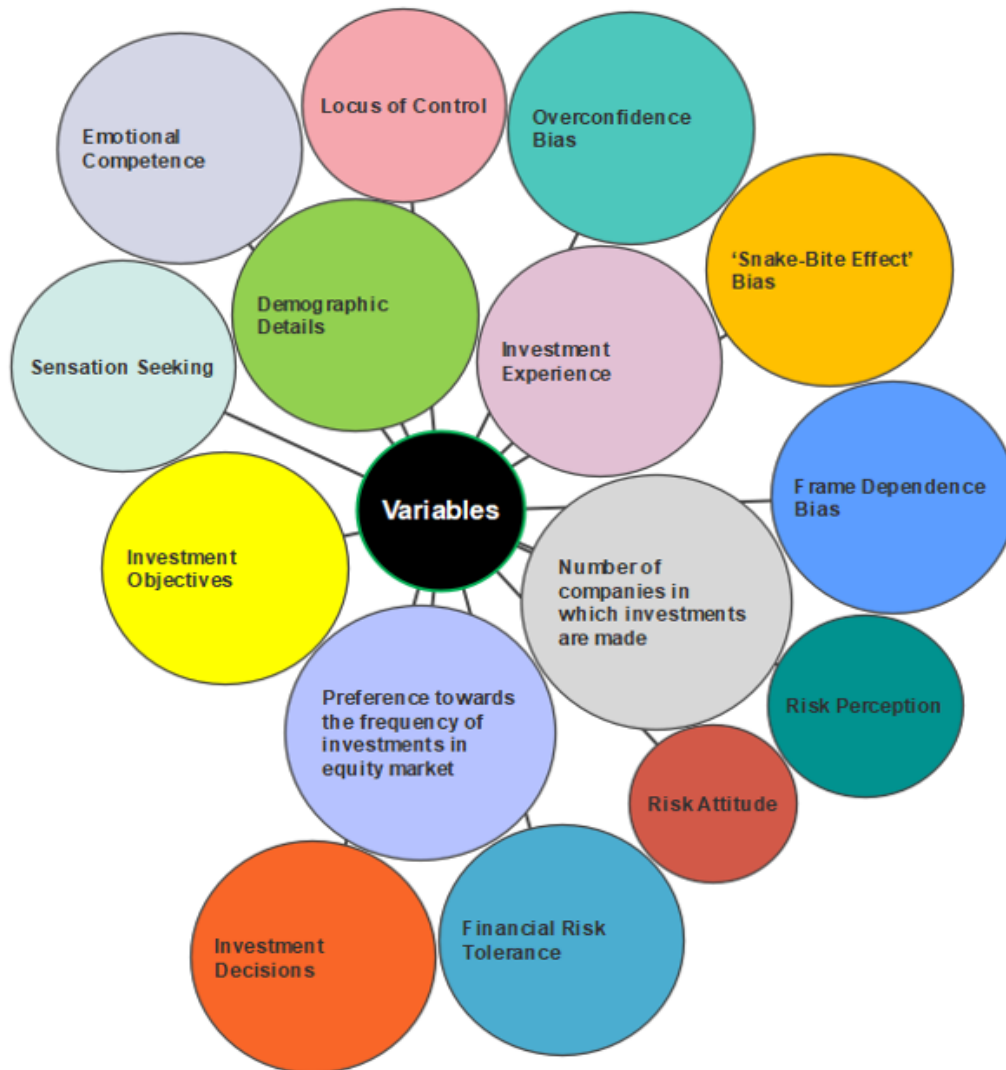 Locus of Control
Overconfidence
Bias
Emotional
Competence
‘Snake-Bite Effect’
Bias
Demographic
Details
Investment
Experience
Sensation Seeking
Frame Dependence
Bias
Variables
Investment
Objectives
Number of
companies in
which investments
are made
Preference towards
the frequency of
investments in
equity market
Risk Perception
Risk Attitude
Investment
Decisions
Financial Risk
Tolerance